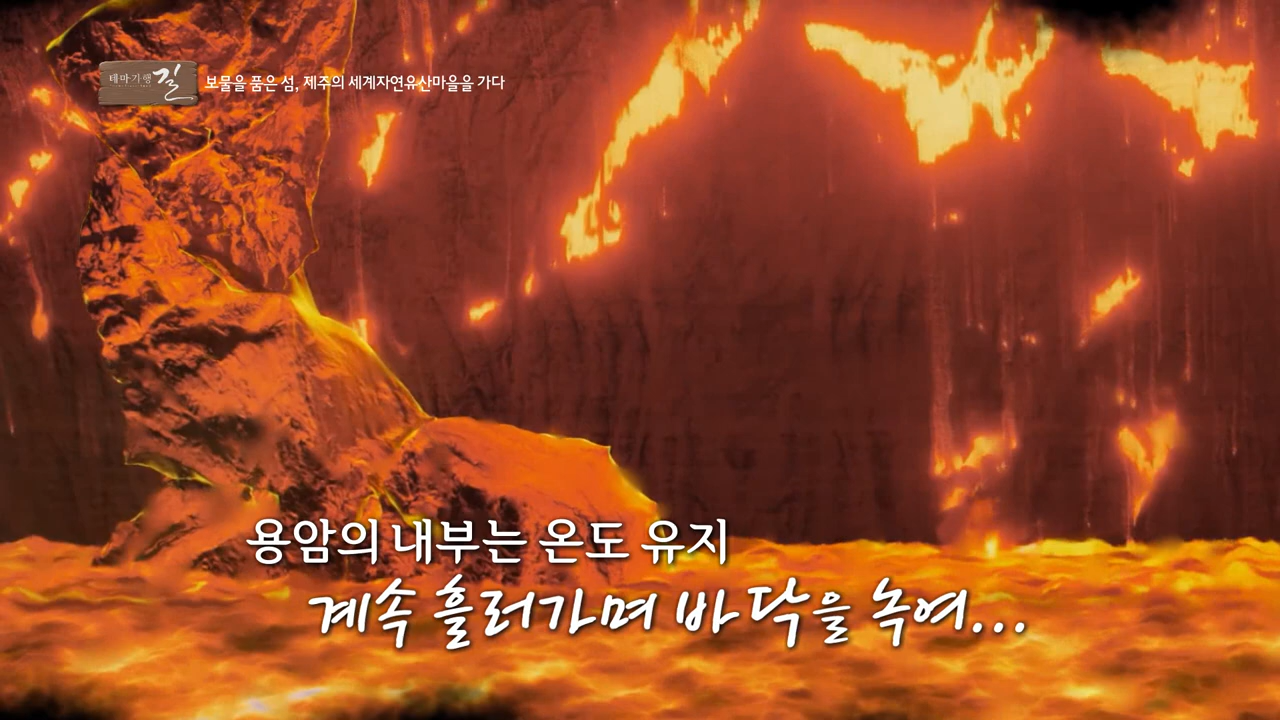 테마기행 길
보물을 품은 섬, 제주의 세계자연유산마을을 가다
용암의 내부는 온도 유지
계속 흘러가며 바닥을 녹여...